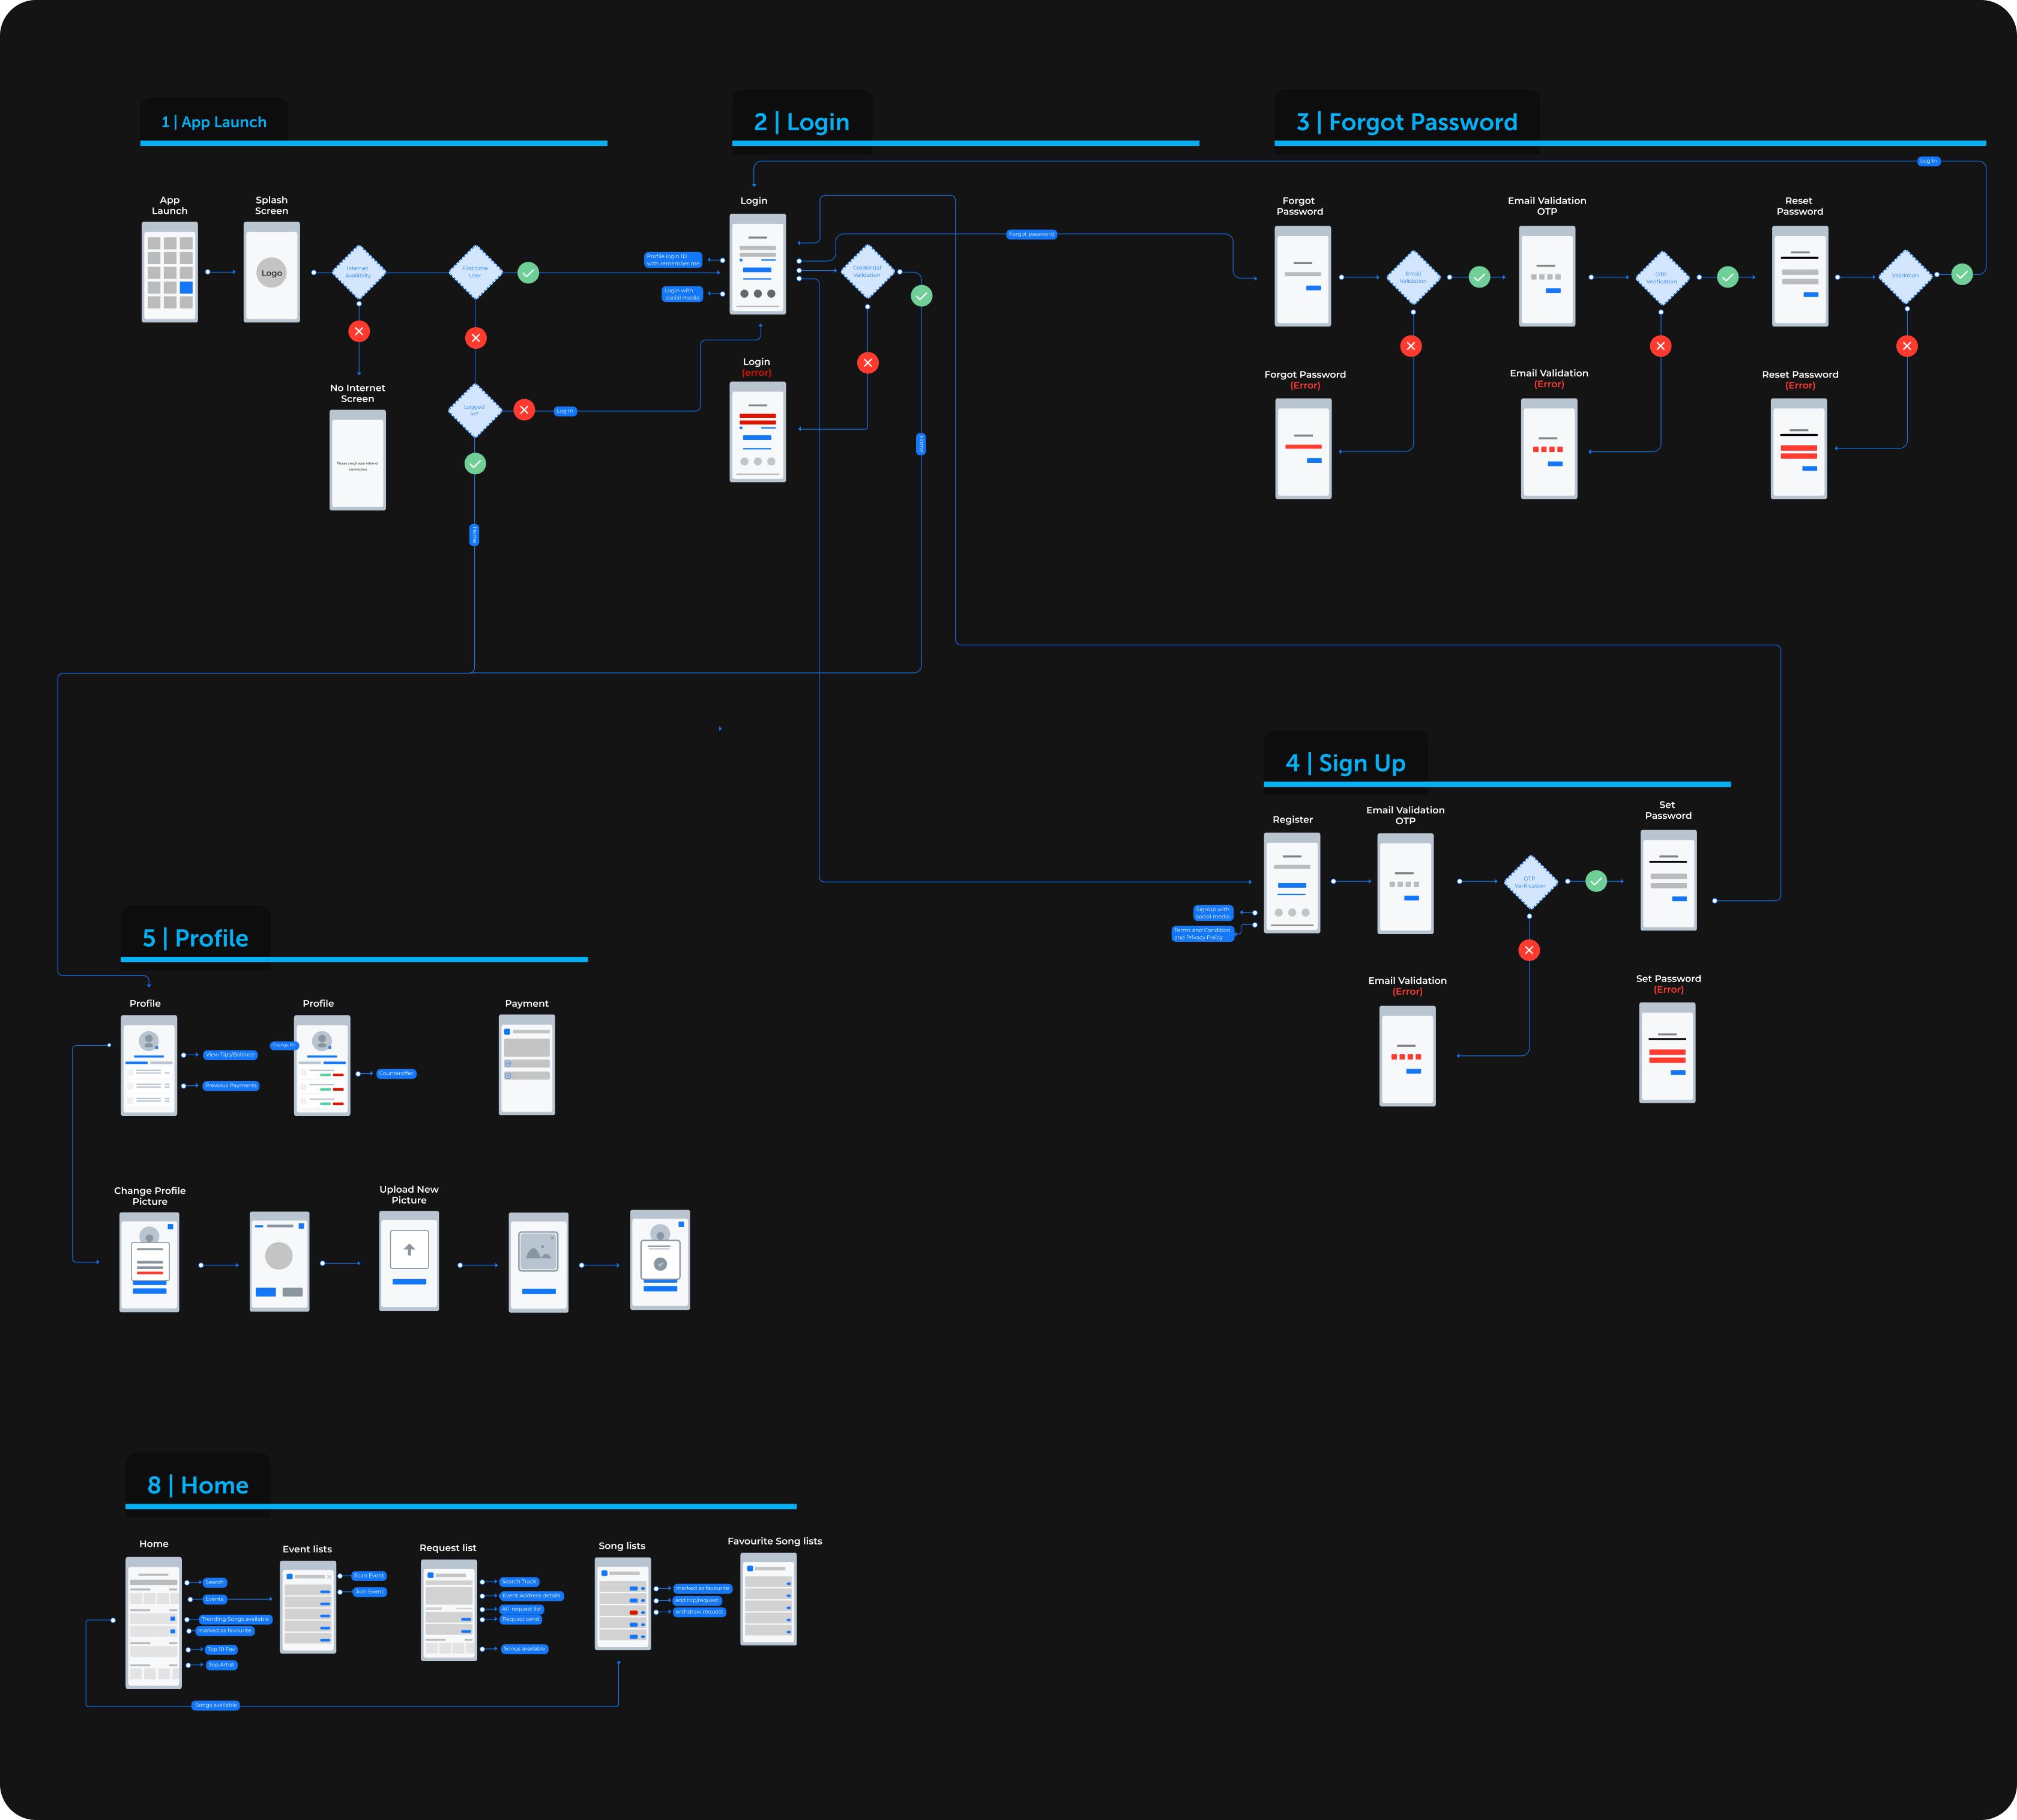 1 | App Launch
2 | Login
3 | Forgot Password
Log In
App
Launch
Splash
Screen
Logo
Internet
Availibilty
First time
User
No Internet
Screen
Please check your internet
connection
Logged
in?
Log In
Home
Profile login ID
with remember me
Login with
social media
Login
Credential
Validation
Login
(error)
Home
Forgot password
Forgot
Password
Email
Validation
Email Validation
OTP
OTP
Verification
Reset
Password
Validation
Forgot Password
(Error)
Email Validation
(Error)
Reset Password
(Error)
4 | Sign Up
Register
Email Validation
OTP
OTP
Verification
Set
Password
SignUp with
social media
Terms and Condition
and Privacy Policy
Email Validation
(Error)
Set Password
(Error)
5 | Profile
Profile
View Tips/Balance
Previous Payments
Profile
Change Pic
Counteroffer
Payment
Change Profile
Picture
Upload New
Picture
8 | Home
Home
Search
Events
Trending Songs available
marked as favourite
Top 10 Fav
Top Artist
Songs available
Event lists
Scan Event
Join Event
Request list
Search Track
Event Address details
All request list
Request send
Songs available
Song lists
marked as favourite
add trip/request
withdraw request
Favourite Song lists